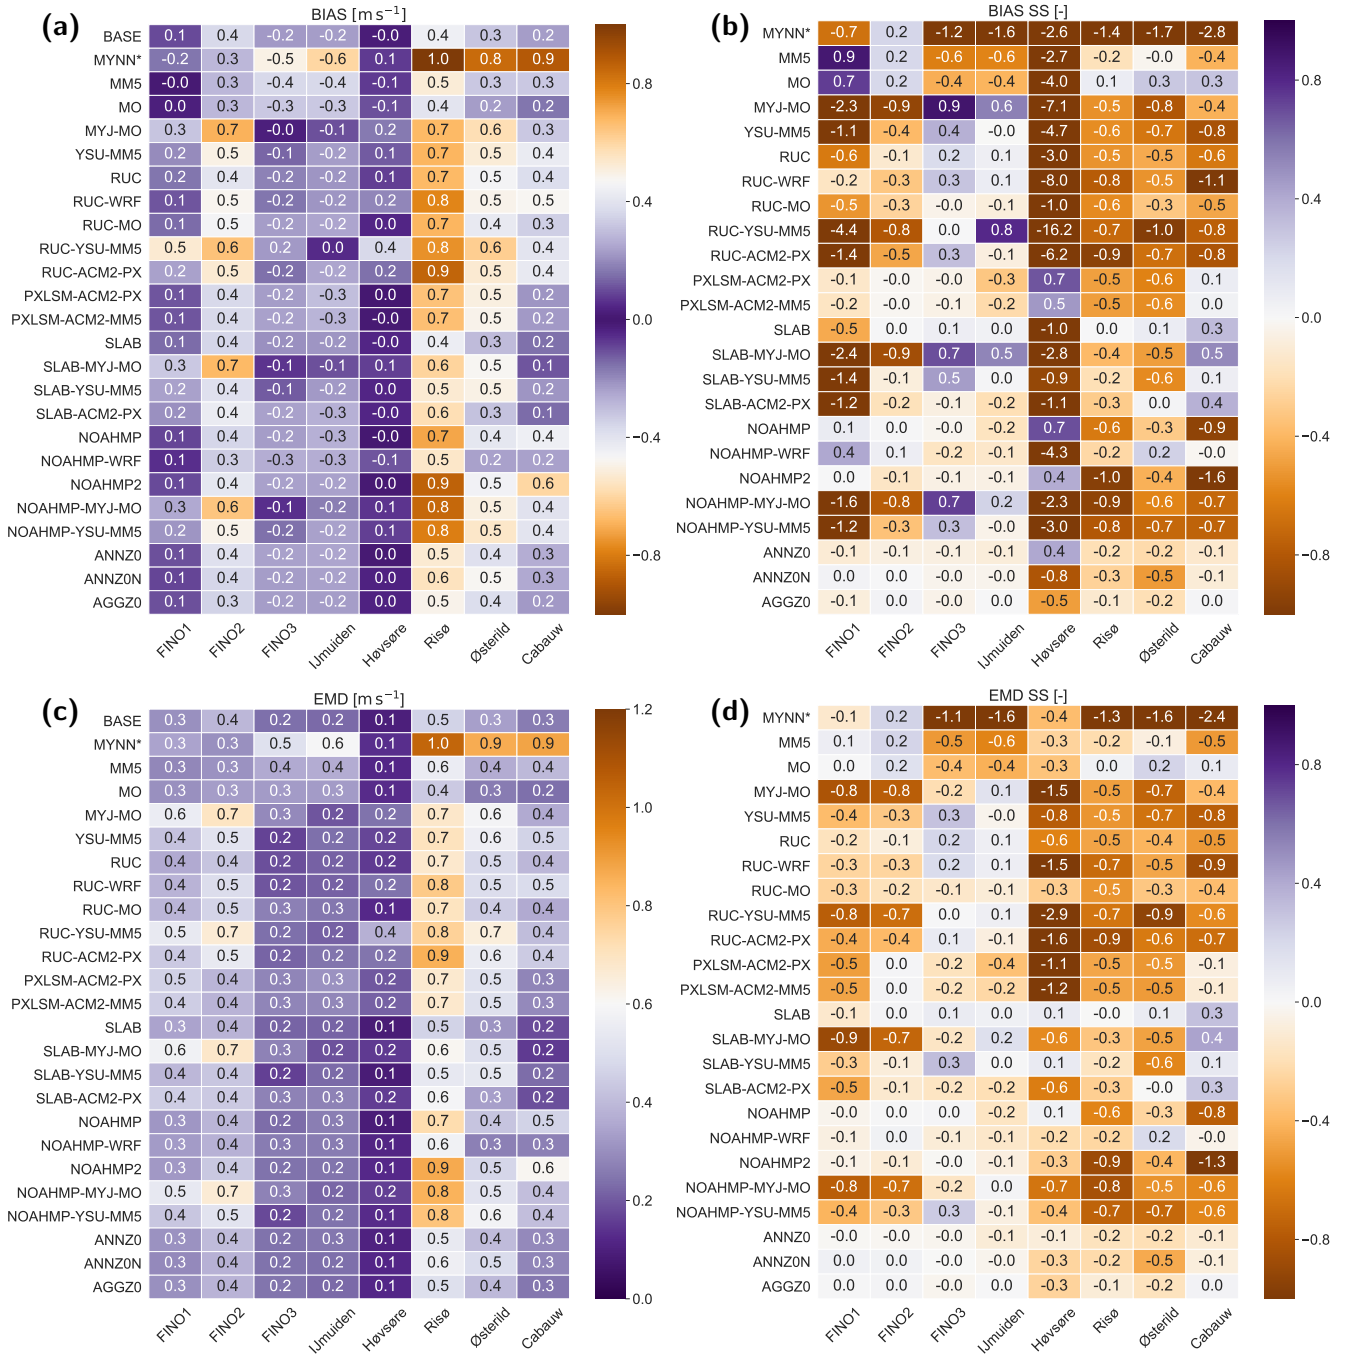 (a)
BIAS [m s−1]
BASE 0.1 0.4 -0.2 -0.2 -0.0 0.4 0.3 0.2
MYNN* -0.2 0.3 -0.5 -0.6 0.1 1.0 0.8 0.9
MM5 -0.0 0.3 -0.4 -0.4 -0.1 0.5 0.3 0.3
MO 0.0 0.3 -0.3 -0.3 -0.1 0.4 0.2 0.2
MYJ-MO 0.3 0.7 -0.0 -0.1 0.2 0.7 0.6 0.3
YSU-MM5 0.2 0.5 -0.1 -0.2 0.1 0.7 0.5 0.4
RUC 0.2 0.4 -0.2 -0.2 0.1 0.7 0.5 0.4
RUC-WRF 0.1 0.5 -0.2 -0.2 0.2 0.8 0.5 0.5
RUC-MO 0.1 0.5 -0.2 -0.2 0.0 0.7 0.4 0.3
RUC-YSU-MM5 0.5 0.6 0.2 0.0 0.4 0.8 0.6 0.4
RUC-ACM2-PX 0.2 0.5 -0.2 -0.2 0.2 0.9 0.5 0.4
PXLSM-ACM2-PX 0.1 0.4 -0.2 -0.3 0.0 0.7 0.5 0.2
PXLSM-ACM2-MM5 0.1 0.4 -0.2 -0.3 -0.0 0.7 0.5 0.2
SLAB 0.1 0.4 -0.2 -0.2 -0.0 0.4 0.3 0.2
SLAB-MYJ-MO 0.3 0.7 -0.1 -0.1 0.1 0.6 0.5 0.1
SLAB-YSU-MM5 0.2 0.4 -0.1 -0.2 0.0 0.5 0.5 0.2
SLAB-ACM2-PX 0.2 0.4 -0.2 -0.3 -0.0 0.6 0.3 0.1
NOAHMP 0.1 0.4 -0.2 -0.3 -0.0 0.7 0.4 0.4
NOAHMP-WRF 0.1 0.3 -0.3 -0.3 -0.1 0.5 0.2 0.2
NOAHMP2 0.1 0.4 -0.2 -0.2 0.0 0.9 0.5 0.6
NOAHMP-MYJ-MO 0.3 0.6 -0.1 -0.2 0.1 0.8 0.5 0.4
NOAHMP-YSU-MM5 0.2 0.5 -0.2 -0.2 0.1 0.8 0.5 0.4
ANNZ0 0.1 0.4 -0.2 -0.2 0.0 0.5 0.4 0.3
ANNZ0N 0.1 0.4 -0.2 -0.2 0.0 0.6 0.5 0.3
AGGZ0 0.1 0.3 -0.2 -0.2 0.0 0.5 0.4 0.2
FINO1 FINO2 FINO3 IJmuiden Høvsøre Risø Østerild Cabauw
0.8
0.4
0.0
−0.4
−0.8
(b)
BIAS SS [-]
MYNN* -0.7 0.2 -1.2 -1.6 -2.6 -1.4 -1.7 -2.8
MM5 0.9 0.2 -0.6 -0.6 -2.7 -0.2 -0.0 -0.4
MO 0.7 0.2 -0.4 -0.4 -4.0 0.1 0.3 0.3
MYJ-MO -2.3 -0.9 0.9 0.6 -7.1 -0.5 -0.8 -0.4
YSU-MM5 -1.1 -0.4 0.4 -0.0 -4.7 -0.6 -0.7 -0.8
RUC -0.6 -0.1 0.2 0.1 -3.0 -0.5 -0.5 -0.6
RUC-WRF -0.2 -0.3 0.3 0.1 -8.0 -0.8 -0.5 -1.1
RUC-MO -0.5 -0.3 -0.0 -0.0 -1.0 -0.6 -0.3 -0.5
RUC-YSU-MM5 -4.4 -0.8 0.0 0.8 -16.2 -0.7 -1.0 -0.8
RUC-ACM2-PX -1.4 -0.5 0.3 -0.1 -6.2 -0.9 -0.7 -0.8
PXLSM-ACM2-PX -0.1 -0.0 -0.0 -0.3 0.7 -0.5 -0.6 0.1
PXLSM-ACM2-MM5 -0.2 -0.0 -0.1 -0.2 0.5 -0.5 -0.6 0.0
SLAB -0.5 0.0 0.1 0.0 -1.0 0.0 0.1 0.3
SLAB-MYJ-MO -2.4 -0.9 0.7 0.5 -2.8 -0.4 -0.5 0.5
SLAB-YSU-MM5 -1.4 -0.1 0.5 0.0 -0.9 -0.2 -0.6 0.1
SLAB-ACM2-PX -1.2 -0.2 -0.1 -0.2 -1.1 -0.3 0.0 0.4
NOAHMP 0.1 0.0 -0.0 -0.2 0.7 -0.6 -0.3 -0.9
NOAHMP-WRF 0.4 0.1 -0.2 -0.1 -4.3 -0.2 0.2 -0.0
NOAHMP2 0.0 -0.1 -0.1 -0.1 0.4 -1.0 -0.4 -1.6
NOAHMP-MYJ-MO -1.6 -0.8 0.7 0.2 -2.3 -0.9 -0.6 -0.7
NOAHMP-YSU-MM5 -1.2 -0.3 0.3 -0.0 -3.0 -0.8 -0.7 -0.7
ANNZ0 -0.1 -0.1 -0.1 -0.1 0.4 -0.2 -0.2 -0.1
ANNZ0N 0.0 0.0 -0.0 -0.0 -0.8 -0.3 -0.5 -0.1
AGGZ0 -0.1 0.0 -0.0 0.0 -0.5 -0.1 -0.2 0.0
FINO1 FINO2 FINO3 IJmuiden Høvsøre Risø Østerild Cabauw
0.8
0.4
0.0
−0.4
−0.8
(c)
EMD [m s−1]
BASE 0.3 0.4 0.2 0.2 0.1 0.5 0.3 0.3
MYNN* 0.3 0.3 0.5 0.6 0.1 1.0 0.9 0.9
MM5 0.3 0.3 0.4 0.4 0.1 0.6 0.4 0.4
MO 0.3 0.3 0.3 0.3 0.1 0.4 0.3 0.2
MYJ-MO 0.6 0.7 0.3 0.2 0.2 0.7 0.6 0.4
YSU-MM5 0.4 0.5 0.2 0.2 0.2 0.7 0.6 0.5
RUC 0.4 0.4 0.2 0.2 0.2 0.7 0.5 0.4
RUC-WRF 0.4 0.5 0.2 0.2 0.2 0.8 0.5 0.5
RUC-MO 0.4 0.5 0.3 0.3 0.1 0.7 0.4 0.4
RUC-YSU-MM5 0.5 0.7 0.2 0.2 0.4 0.8 0.7 0.4
RUC-ACM2-PX 0.4 0.5 0.2 0.2 0.2 0.9 0.6 0.4
PXLSM-ACM2-PX 0.5 0.4 0.3 0.3 0.2 0.7 0.5 0.3
PXLSM-ACM2-MM5 0.4 0.4 0.3 0.3 0.2 0.7 0.5 0.3
SLAB 0.3 0.4 0.2 0.2 0.1 0.5 0.3 0.2
SLAB-MYJ-MO 0.6 0.7 0.3 0.2 0.2 0.6 0.5 0.2
SLAB-YSU-MM5 0.4 0.4 0.2 0.2 0.1 0.5 0.5 0.2
SLAB-ACM2-PX 0.4 0.4 0.3 0.3 0.2 0.6 0.3 0.2
NOAHMP 0.3 0.4 0.2 0.3 0.1 0.7 0.4 0.5
NOAHMP-WRF 0.3 0.4 0.3 0.3 0.1 0.6 0.3 0.3
NOAHMP2 0.3 0.4 0.2 0.2 0.1 0.9 0.5 0.6
NOAHMP-MYJ-MO 0.5 0.7 0.3 0.2 0.2 0.8 0.5 0.4
NOAHMP-YSU-MM5 0.4 0.5 0.2 0.2 0.1 0.8 0.6 0.4
ANNZ0 0.3 0.4 0.2 0.2 0.1 0.5 0.4 0.3
ANNZ0N 0.3 0.4 0.2 0.2 0.1 0.6 0.5 0.3
AGGZ0 0.3 0.4 0.2 0.2 0.1 0.5 0.4 0.3
FINO1 FINO2 FINO3 IJmuiden Høvsøre Risø Østerild Cabauw
1.2
1.0
0.8
0.6
0.4
0.2
0.0
(d)
EMD SS [-]
MYNN* -0.1 0.2 -1.1 -1.6 -0.4 -1.3 -1.6 -2.4
MM5 0.1 0.2 -0.5 -0.6 -0.3 -0.2 -0.1 -0.5
MO 0.0 0.2 -0.4 -0.4 -0.3 0.0 0.2 0.1
MYJ-MO -0.8 -0.8 -0.2 0.1 -1.5 -0.5 -0.7 -0.4
YSU-MM5 -0.4 -0.3 0.3 -0.0 -0.8 -0.5 -0.7 -0.8
RUC -0.2 -0.1 0.2 0.1 -0.6 -0.5 -0.4 -0.5
RUC-WRF -0.3 -0.3 0.2 0.1 -1.5 -0.7 -0.5 -0.9
RUC-MO -0.3 -0.2 -0.1 -0.1 -0.3 -0.5 -0.3 -0.4
RUC-YSU-MM5 -0.8 -0.7 0.0 0.1 -2.9 -0.7 -0.9 -0.6
RUC-ACM2-PX -0.4 -0.4 0.1 -0.1 -1.6 -0.9 -0.6 -0.7
PXLSM-ACM2-PX -0.5 0.0 -0.2 -0.4 -1.1 -0.5 -0.5 -0.1
PXLSM-ACM2-MM5 -0.5 0.0 -0.2 -0.2 -1.2 -0.5 -0.5 -0.1
SLAB -0.1 0.0 0.1 0.0 0.1 -0.0 0.1 0.3
SLAB-MYJ-MO -0.9 -0.7 -0.2 0.2 -0.6 -0.3 -0.5 0.4
SLAB-YSU-MM5 -0.3 -0.1 0.3 0.0 0.1 -0.2 -0.6 0.1
SLAB-ACM2-PX -0.5 -0.1 -0.2 -0.2 -0.6 -0.3 -0.0 0.3
NOAHMP -0.0 0.0 0.0 -0.2 0.1 -0.6 -0.3 -0.8
NOAHMP-WRF -0.1 0.0 -0.1 -0.1 -0.2 -0.2 0.2 -0.0
NOAHMP2 -0.1 -0.1 -0.0 -0.1 -0.3 -0.9 -0.4 -1.3
NOAHMP-MYJ-MO -0.8 -0.7 -0.2 0.0 -0.7 -0.8 -0.5 -0.6
NOAHMP-YSU-MM5 -0.4 -0.3 0.3 -0.1 -0.4 -0.7 -0.7 -0.6
ANNZ0 -0.0 -0.0 -0.0 -0.1 -0.1 -0.2 -0.2 -0.1
ANNZ0N 0.0 0.0 -0.0 -0.0 -0.3 -0.2 -0.5 -0.1
AGGZ0 0.0 0.0 -0.0 0.0 -0.3 -0.1 -0.2 0.0
FINO1 FINO2 FINO3 IJmuiden Høvsøre Risø Østerild Cabauw
0.8
0.4
0.0
−0.4
−0.8